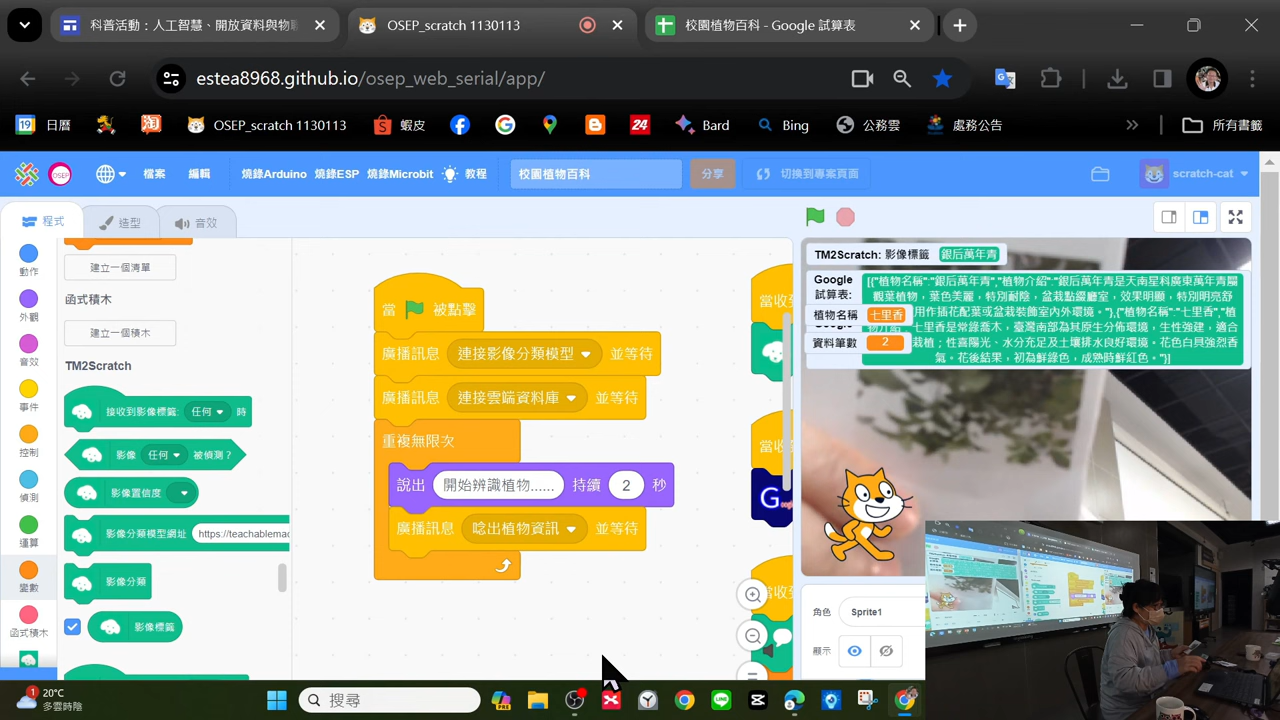 科普活動：人工智慧、開放資料與物
OSEP_scratch 1130113
校園植物百科 - Google 試算表
estea8968.github.io/osep_web_serial/app/
19
日曆
淘
OSEP_scratch 1130113
蝦皮
24
Bard
Bing
公務雲
處務公告
所有書籤
OSEP
檔案
編輯
燒錄Arduino
燒錄ESP
燒錄Microbit
教程
校園植物百科
分享
切換到專案頁面
scratch-cat
程式
造型
音效
動作
外觀
音效
事件
控制
偵測
運算
變數
函式積木
建立一個清單
函式積木
建立一個積木
TM2Scratch
接收到影像標籤: 任何 時
影像 任何 被偵測？
影像置信度
影像分類模型網址 https://teachablemac
影像分類
影像標籤
當 被點擊
廣播訊息 連接影像分類模型 並等待
廣播訊息 連接雲端資料庫 並等待
重複無限次
說出 開始辨識植物...... 持續 2 秒
廣播訊息 唸出植物資訊 並等待
當收到
當收
當收
TM2Scratch: 影像標籤 銀后萬年青
Google
試算表:
[{"植物名稱":"銀后萬年青","植物介紹":"銀后萬年青是天南星科廣東萬年青屬
觀葉植物，葉色美麗，特別耐陰，盆栽點綴廳室，效果明顯，特別明亮舒
用作插花配葉或盆栽裝飾室內外環境。"},{"植物名稱":"七里香","植
物介紹":"七里香是常綠喬木，臺灣南部為其原生分佈環境，生性強建，適合
栽植；性喜陽光、水分充足及土壤排水良好環境。花色白具強烈香
氣。花後結果，初為鮮綠色，成熟時鮮紅色。"}]
植物名稱 七里香
資料筆數 2
角色
Sprite1
顯示
1
20°C
多雲時陰
搜尋